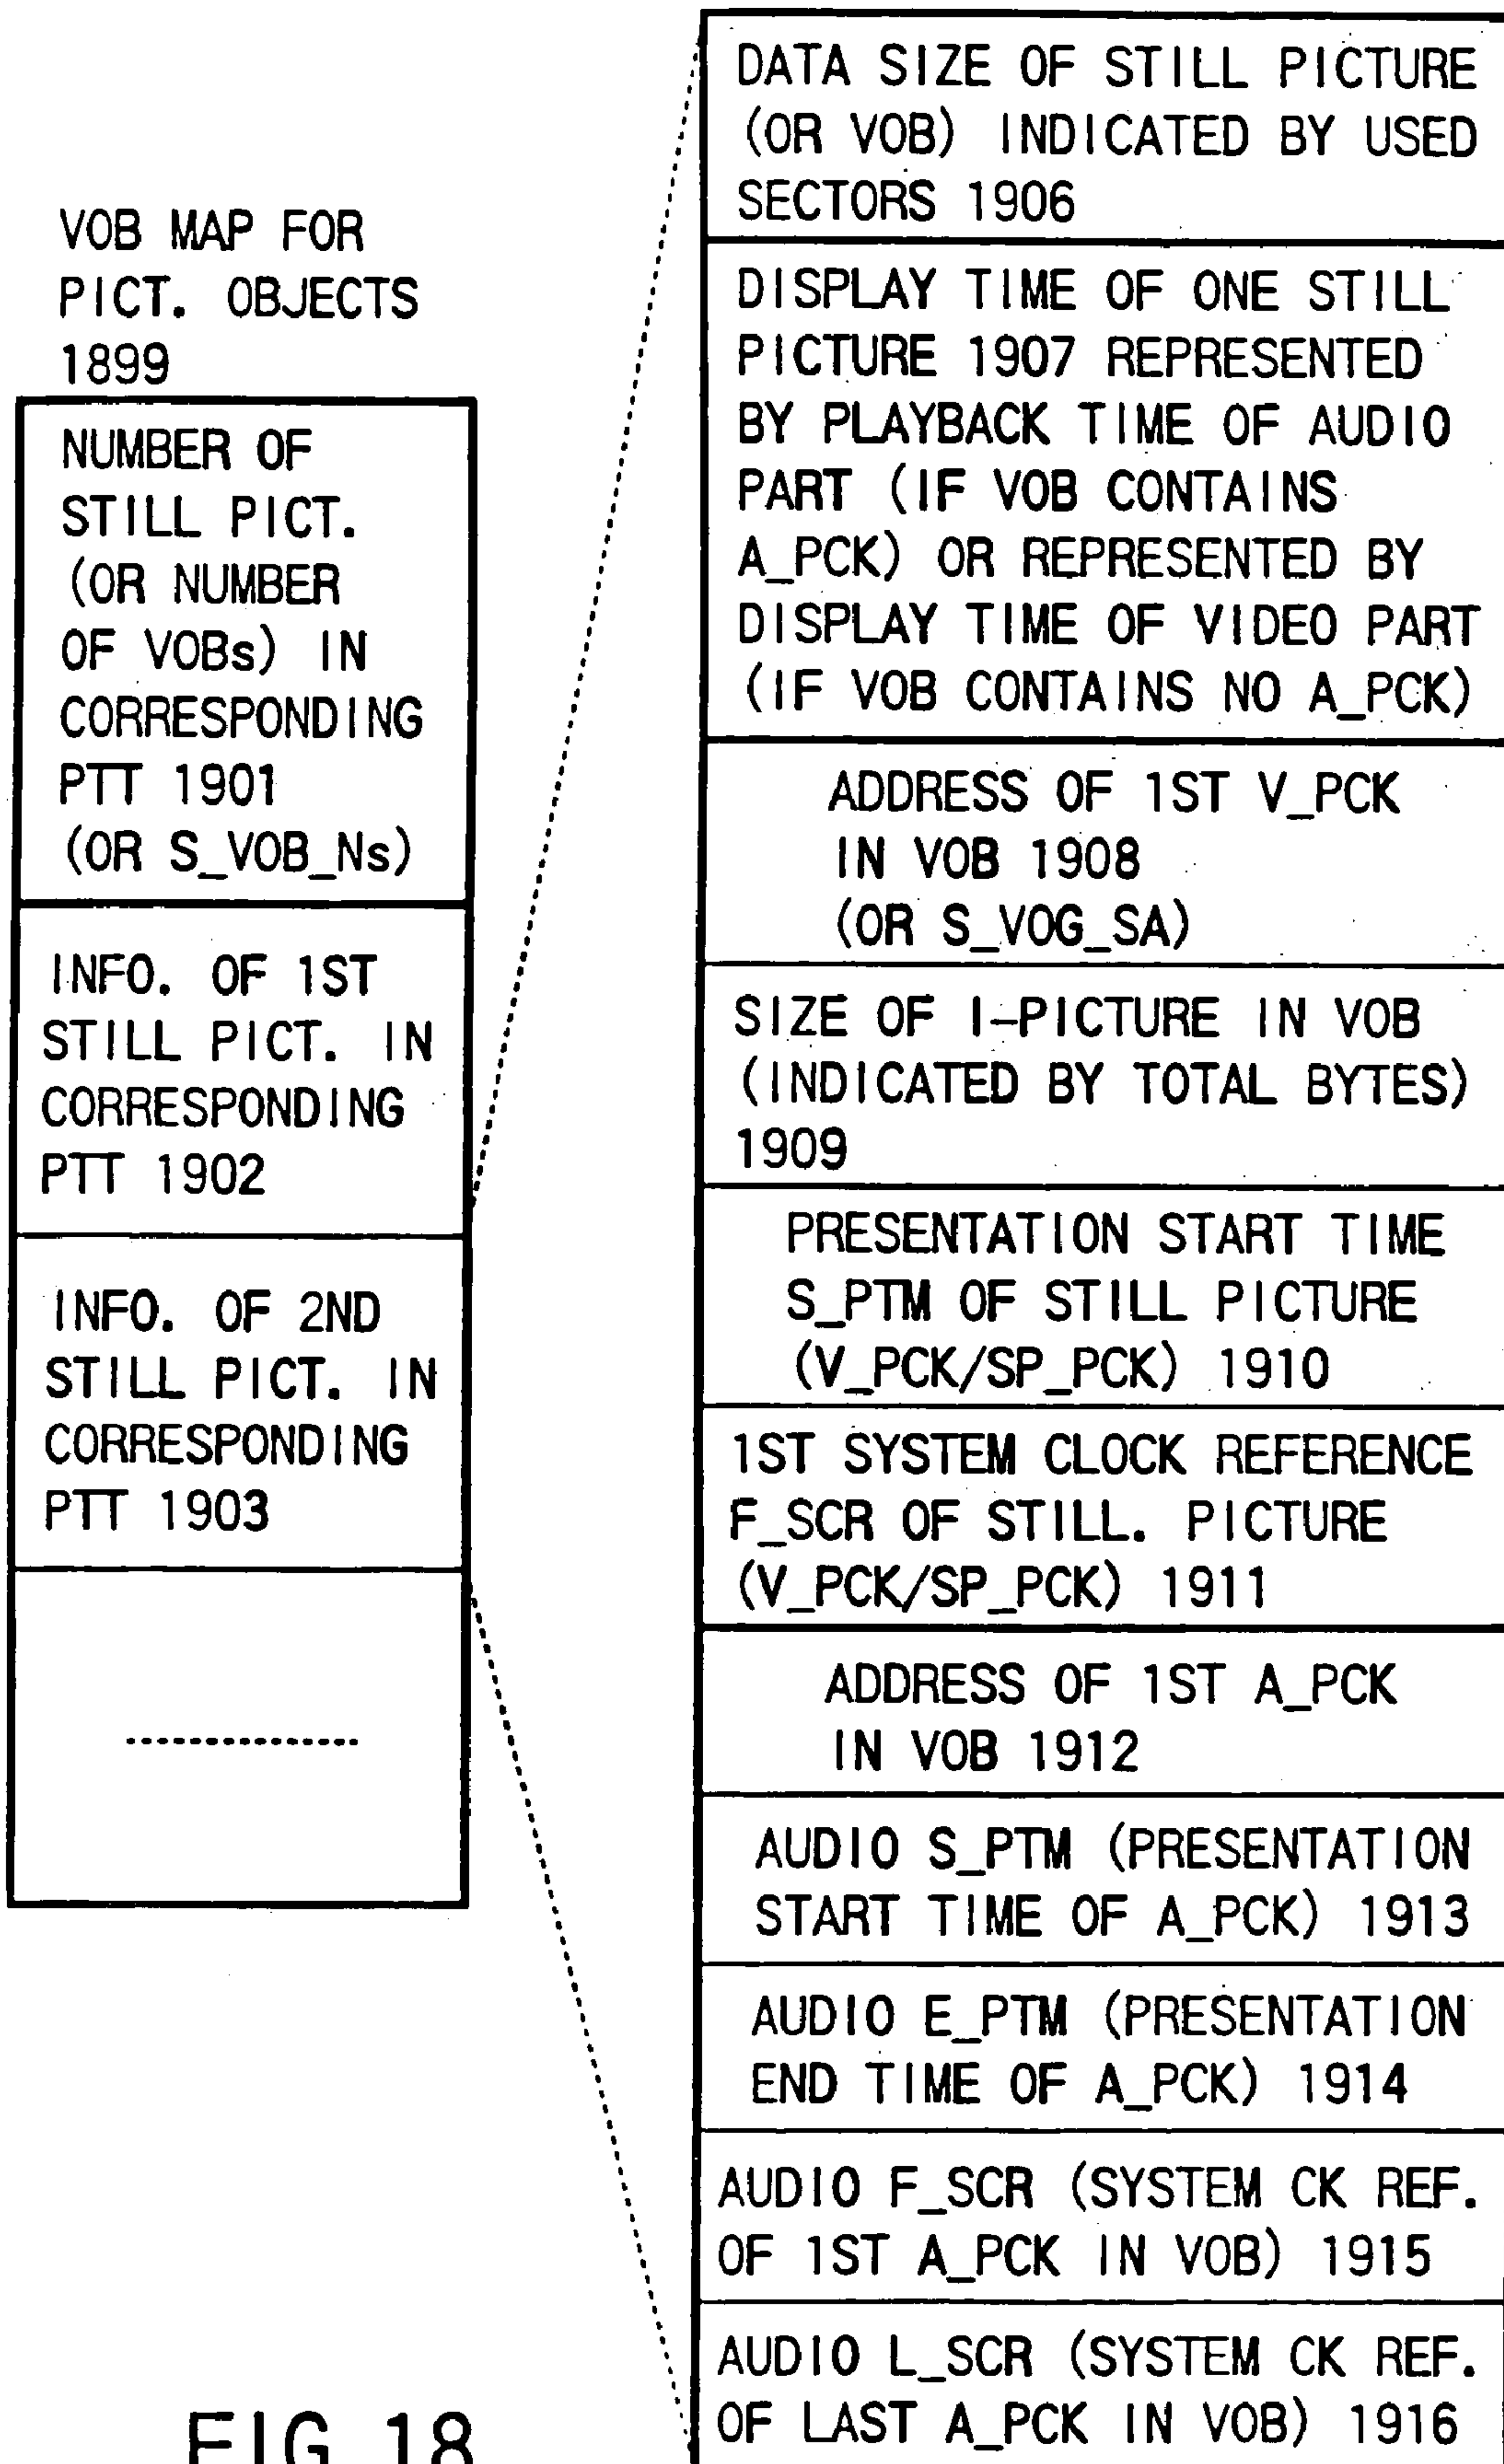 VOB MAP FOR
PICT. OBJECTS
1899
NUMBER OF
STILL PICT.
(OR NUMBER
OF VOBs) IN
CORRESPONDING
PTT 1901
(OR S_VOB_Ns)
INFO. OF 1ST
STILL PICT. IN
CORRESPONDING
PTT 1902
INFO. OF 2ND
STILL PICT. IN
CORRESPONDING
PTT 1903
DATA SIZE OF STILL PICTURE
(OR VOB) INDICATED BY USED
SECTORS 1906
DISPLAY TIME OF ONE STILL
PICTURE 1907 REPRESENTED
BY PLAYBACK TIME OF AUDIO
PART (IF VOB CONTAINS
A_PCK) OR REPRESENTED BY
DISPLAY TIME OF VIDEO PART
(IF VOB CONTAINS NO A_PCK)
ADDRESS OF 1ST V_PCK
IN VOB 1908
(OR S_VOG_SA)
SIZE OF I-PICTURE IN VOB
(INDICATED BY TOTAL BYTES)
1909
PRESENTATION START TIME
S_PTM OF STILL PICTURE
(V_PCK/SP_PCK) 1910
1ST SYSTEM CLOCK REFERENCE
F_SCR OF STILL. PICTURE
(V_PCK/SP_PCK) 1911
ADDRESS OF 1ST A_PCK
IN VOB 1912
AUDIO S_PTM (PRESENTATION
START TIME OF A_PCK) 1913
AUDIO E_PTM (PRESENTATION
END TIME OF A_PCK) 1914
AUDIO F_SCR (SYSTEM CK REF.
OF 1ST A_PCK IN VOB) 1915
AUDIO L_SCR (SYSTEM CK REF.
OF LAST A_PCK IN VOB) 1916
FIG. 18